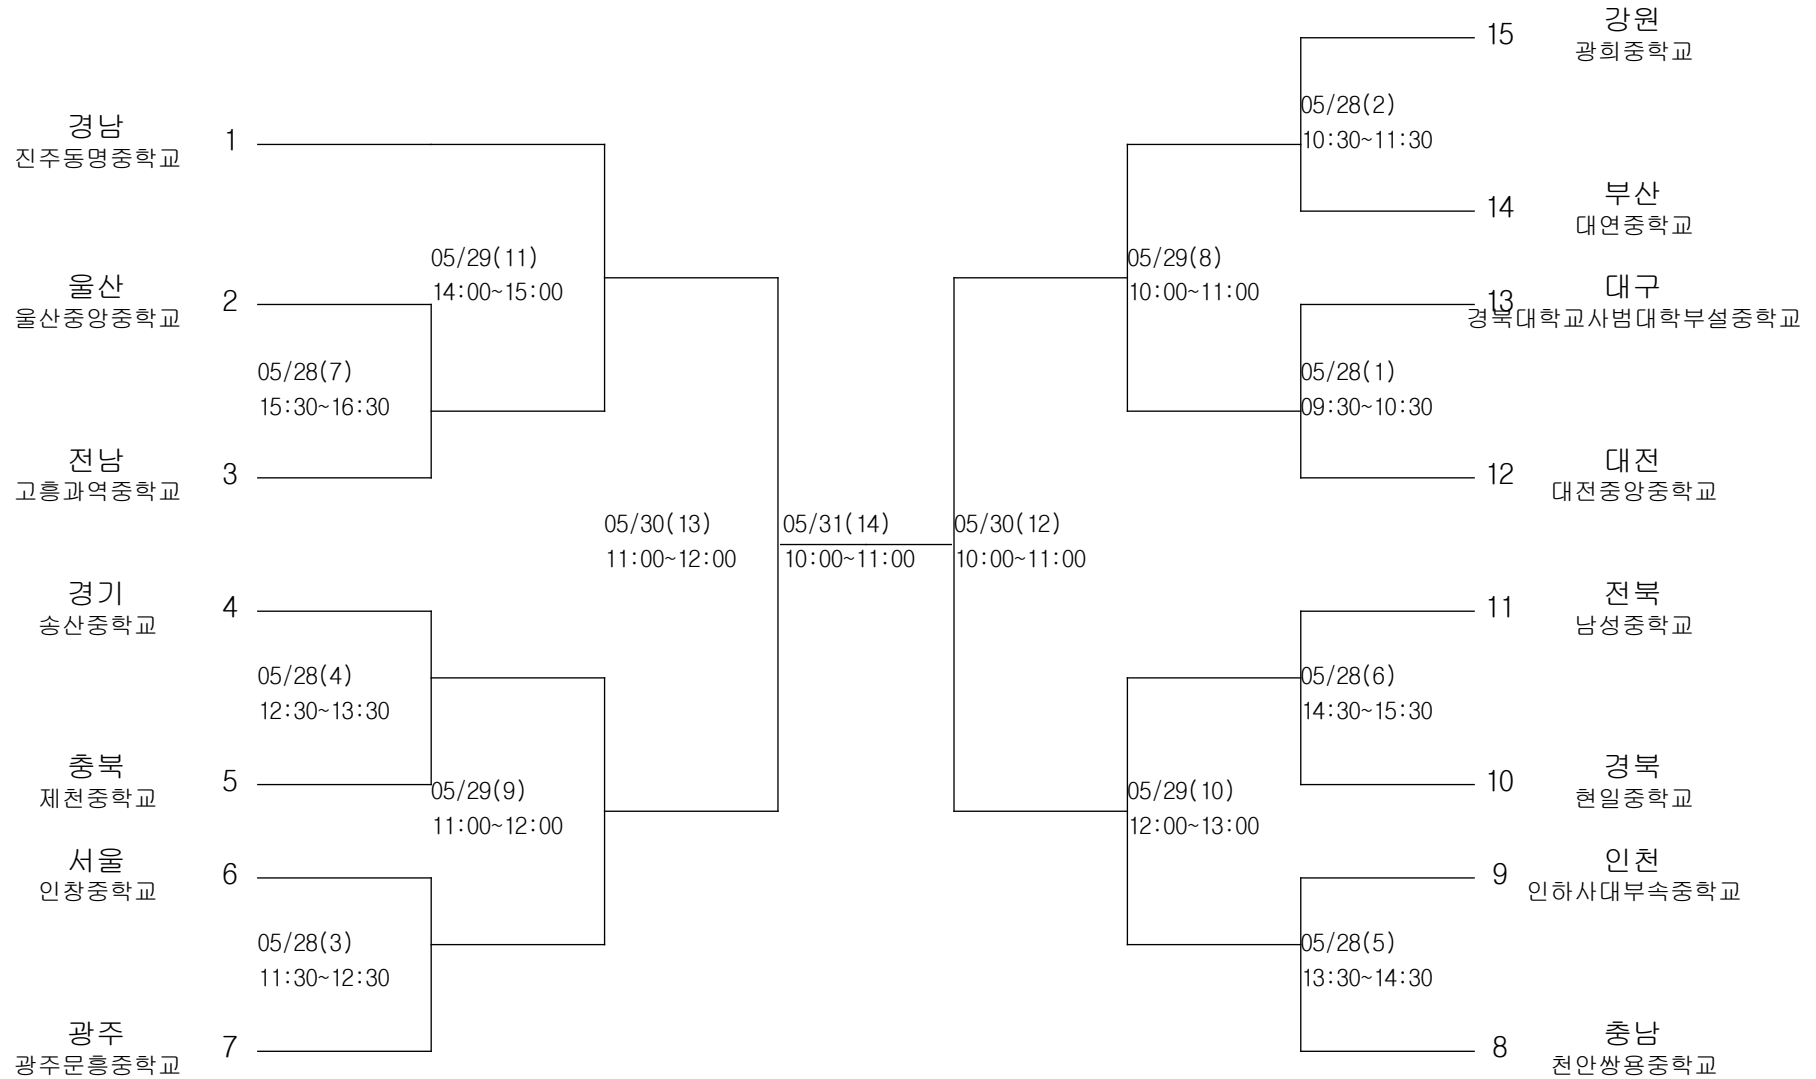 강원
15
광희중학교
05/28(2)
10:30~11:30
경남
1
진주동명중학교
부산
14
대연중학교
05/29(11)
14:00~15:00
05/29(8)
10:00~11:00
울산
2
울산중앙중학교
대구
13
경북대학교사범대학부설중학교
05/28(7)
15:30~16:30
05/28(1)
09:30~10:30
전남
3
고흥과역중학교
대전
12
대전중앙중학교
05/30(13)
11:00~12:00
05/31(14)
10:00~11:00
05/30(12)
10:00~11:00
경기
4
송산중학교
전북
11
남성중학교
05/28(4)
12:30~13:30
05/28(6)
14:30~15:30
충북
5
제천중학교
경북
10
현일중학교
05/29(9)
11:00~12:00
05/29(10)
12:00~13:00
서울
6
인창중학교
인천
9
인하사대부속중학교
05/28(3)
11:30~12:30
05/28(5)
13:30~14:30
광주
7
광주문흥중학교
충남
8
천안쌍용중학교